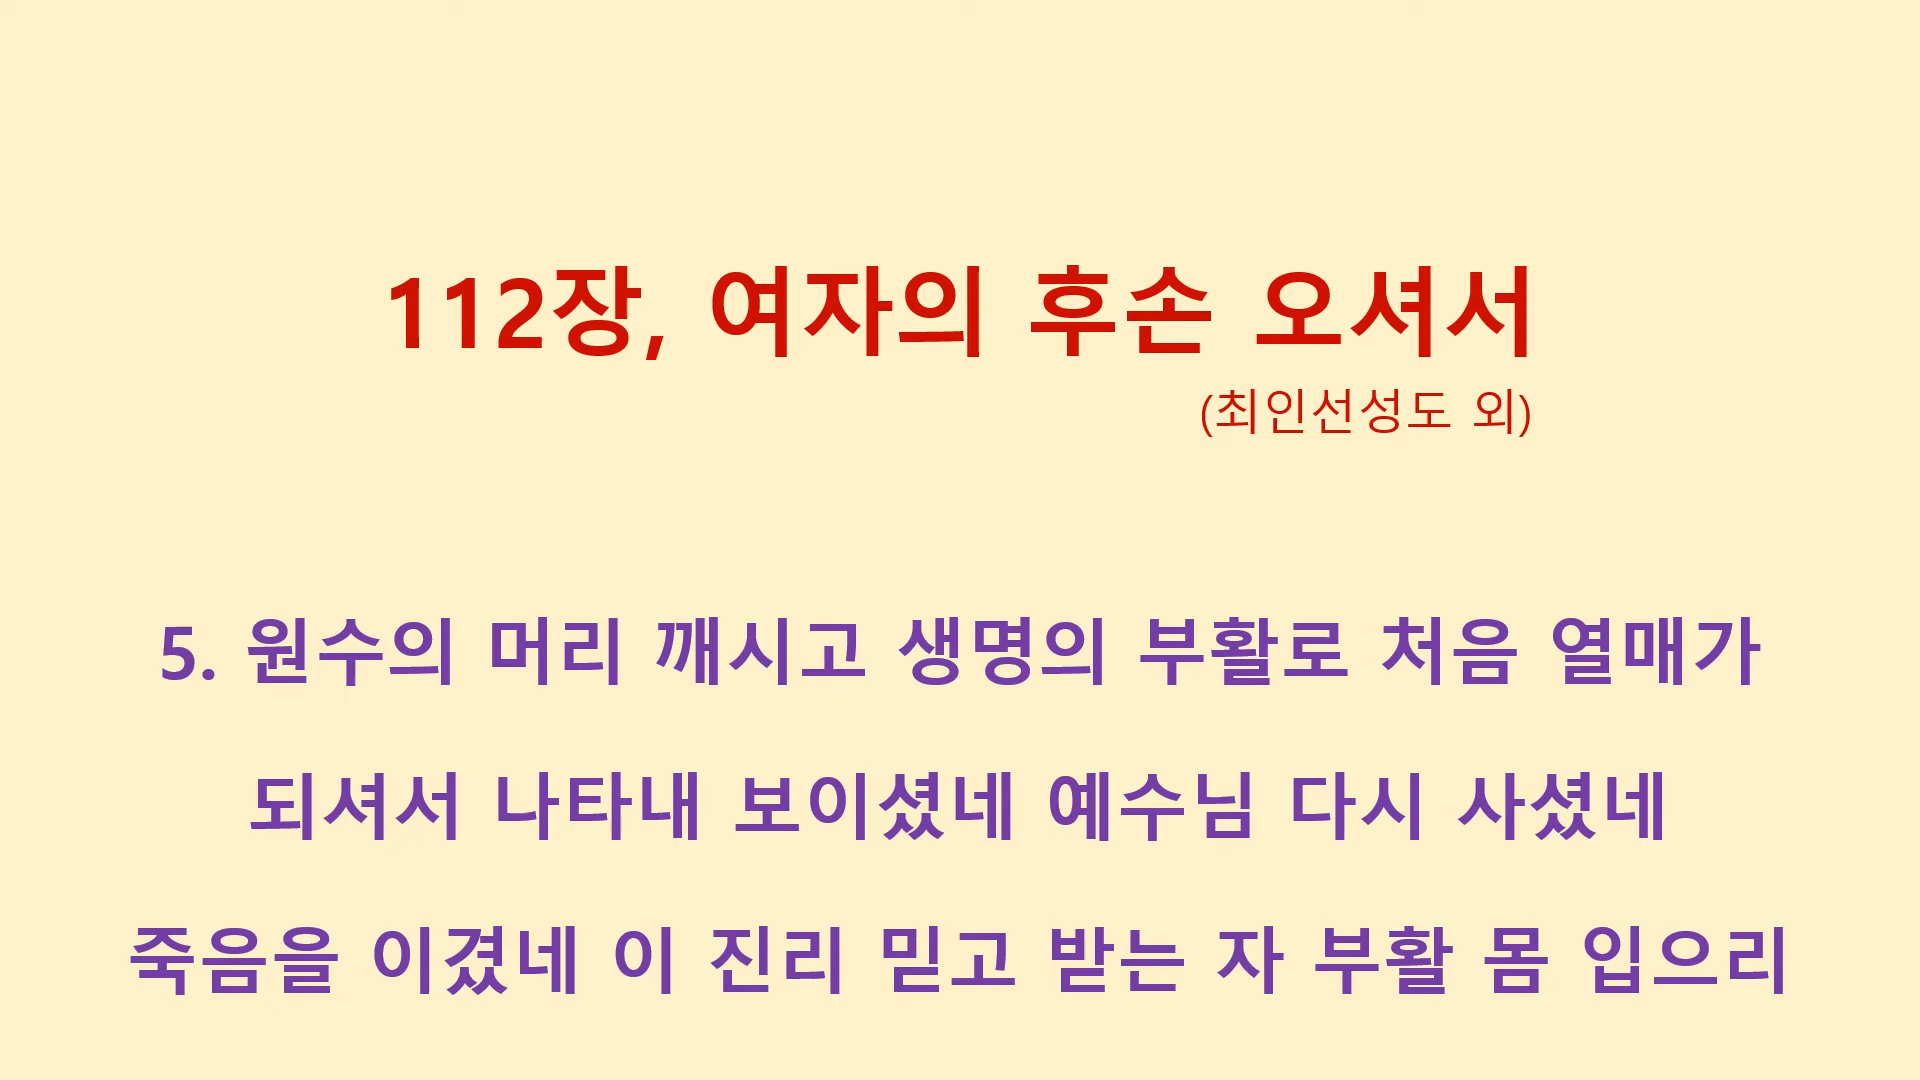 112장, 여자의 후손 오셔서
(최인선성도 외)
5. 원수의 머리 깨시고 생명의 부활로 처음 열매가
되셔서 나타내 보이셨네 예수님 다시 사셨네
죽음을 이겼네 이 진리 믿고 받는 자 부활 몸 입으리